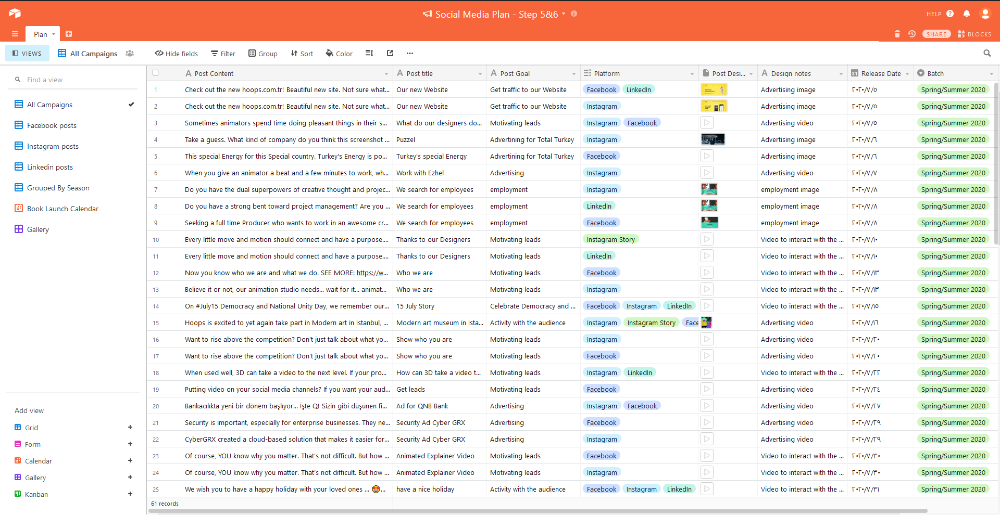 Social Media Plan - Step 5&6
HELP
Plan
SHARE
BLOCKS
VIEWS
All Campaigns
Hide fields
Filter
Group
Sort
Color
Find a view
All Campaigns
Facebook posts
Instagram posts
Linkedin posts
Grouped By Season
Book Launch Calendar
Gallery
Add view
Grid +
Form +
Calendar +
Gallery +
Kanban +
Post Content Post title Post Goal Platform Post Desi... Design notes Release Date Batch
1 Check out the new hoops.com.tr! Beautiful new site. Not sure what... Our new Website Get traffic to our Website Facebook LinkedIn Advertising image ٢٠٢٠/٧/٥ Spring/Summer 2020
2 Check out the new hoops.com.tr! Beautiful new site. Not sure what... Our new Website Get traffic to our Website Instagram Advertising image ٢٠٢٠/٧/٥ Spring/Summer 2020
3 Sometimes animators spend time doing pleasant things in their s... What do our designers do... Motivating leads Instagram Facebook Advertising video ٢٠٢٠/٧/٥ Spring/Summer 2020
4 Take a guess. What kind of company do you think this screenshot ... Puzzel Advertining for Total Turkey Instagram Advertising image ٢٠٢٠/٧/٦ Spring/Summer 2020
5 This special Energy for this Special country. Turkey's Energy is po... Turkey's special Energy Advertining for Total Turkey Facebook Advertising image ٢٠٢٠/٧/٦ Spring/Summer 2020
6 When you give an animator a beat and a few minutes to work, wh... Work with Ezhel Advertising Instagram Advertising video ٢٠٢٠/٧/٧ Spring/Summer 2020
7 Do you have the dual superpowers of creative thought and projec... We search for employees employment Instagram employment image ٢٠٢٠/٧/٨ Spring/Summer 2020
8 Do you have a strong bent toward project management? Are you ... We search for employees employment LinkedIn employment image ٢٠٢٠/٧/٨ Spring/Summer 2020
9 Seeking a full time Producer who wants to work in an awesome cr... We search for employees employment Facebook employment image ٢٠٢٠/٧/٨ Spring/Summer 2020
10 Every little move and motion should connect and have a purpose.... Thanks to our Designers Motivating leads Instagram Story Video to interact with the ... ٢٠٢٠/٧/١٠ Spring/Summer 2020
11 Every little move and motion should connect and have a purpose.... Thanks to our Designers Motivating leads LinkedIn Video to interact with the ... ٢٠٢٠/٧/١٠ Spring/Summer 2020
12 Now you know who we are and what we do. SEE MORE: https://w... Who we are Motivating leads Facebook Video to interact with the ... ٢٠٢٠/٧/١٣ Spring/Summer 2020
13 Believe it or not, our animation studio needs... wait for it... animat... Who we are Motivating leads Instagram Video to interact with the ... ٢٠٢٠/٧/١٣ Spring/Summer 2020
14 On #July15 Democracy and National Unity Day, we remember our... 15 July Story Celebrate Democracy and ... Facebook Instagram LinkedIn Video to interact with the ... ٢٠٢٠/٧/١٥ Spring/Summer 2020
15 Hoops is excited to yet again take part in Modern art in Istanbul, ... Modern art museum in Ista... Activity with the audience Instagram Instagram Story Face Advertising video ٢٠٢٠/٧/١٦ Spring/Summer 2020
16 Want to rise above the competition? Don't just talk about what yo... Show who you are Motivating leads Instagram Advertising video ٢٠٢٠/٧/٢٠ Spring/Summer 2020
17 Want to rise above the competition? Don't just talk about what yo... Show who you are Motivating leads Facebook Advertising video ٢٠٢٠/٧/٢٠ Spring/Summer 2020
18 When used well, 3D can take a video to the next level. If your pro... How can 3D take a video t... Motivating leads Instagram LinkedIn Video to interact with the ... ٢٠٢٠/٧/٢٢ Spring/Summer 2020
19 Putting video on your social media channels? If you want your aud... Get leads Motivating leads Facebook Advertising video ٢٠٢٠/٧/٢٤ Spring/Summer 2020
20 Bankacılıkta yeni bir dönem başlıyor... İşte Q! Sizin gibi düşünen fi... Ad for QNB Bank Advertising Instagram Facebook Advertising video ٢٠٢٠/٧/٢٧ Spring/Summer 2020
21 Security is important, especially for enterprise businesses. They ne... Security Ad Cyber GRX Advertising Facebook Advertising video ٢٠٢٠/٧/٢٩ Spring/Summer 2020
22 CyberGRX created a cloud-based solution that makes it easier for... Security Ad Cyber GRX Advertising Instagram Advertising video ٢٠٢٠/٧/٢٩ Spring/Summer 2020
23 Of course, YOU know why you matter. That's not difficult. But how ... Animated Explainer Video Motivating leads Facebook Video to interact with the ... ٢٠٢٠/٧/٣٠ Spring/Summer 2020
24 Of course, YOU know why you matter. That's not difficult. But how ... Animated Explainer Video Motivating leads Instagram Video to interact with the ... ٢٠٢٠/٧/٣٠ Spring/Summer 2020
25 We wish you to have a happy holiday with your loved ones ... 😍... have a nice holiday Activity with the audience Facebook Instagram LinkedIn Video to interact with the ... ٢٠٢٠/٧/٣١ Spring/Summer 2020
61 records